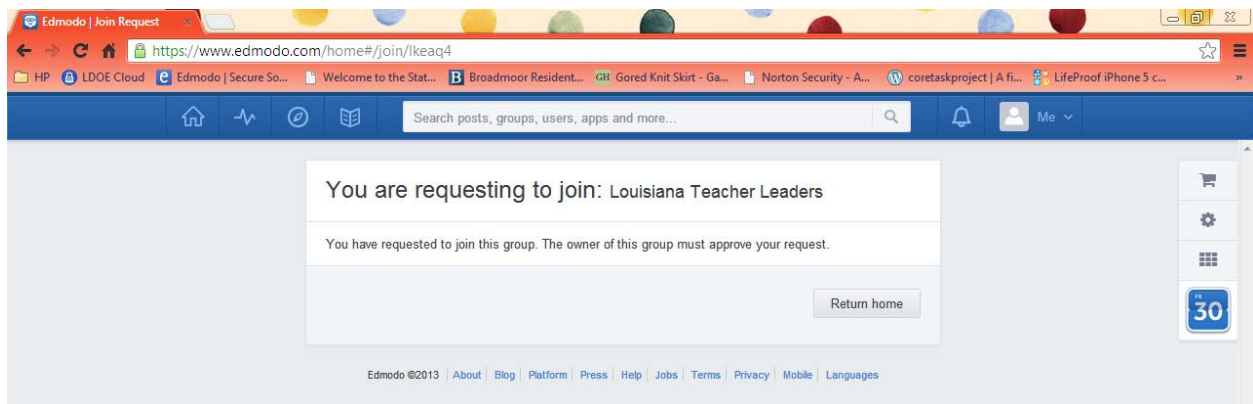 Edmodo | Join Request
https://www.edmodo.com/home#/join/lkeaq4
HP LDOE Cloud Edmodo | Secure So... Welcome to the Stat... Broadmoor Resident... GH Gored Knit Skirt - Ga... Norton Security - A... coretaskproject | A fi... LifeProof iPhone 5 c... »
Search posts, groups, users, apps and more... Me
You are requesting to join: Louisiana Teacher Leaders
You have requested to join this group. The owner of this group must approve your request.
Return home
30
Edmodo ©2013 About Blog Platform Press Help Jobs Terms Privacy Mobile Languages